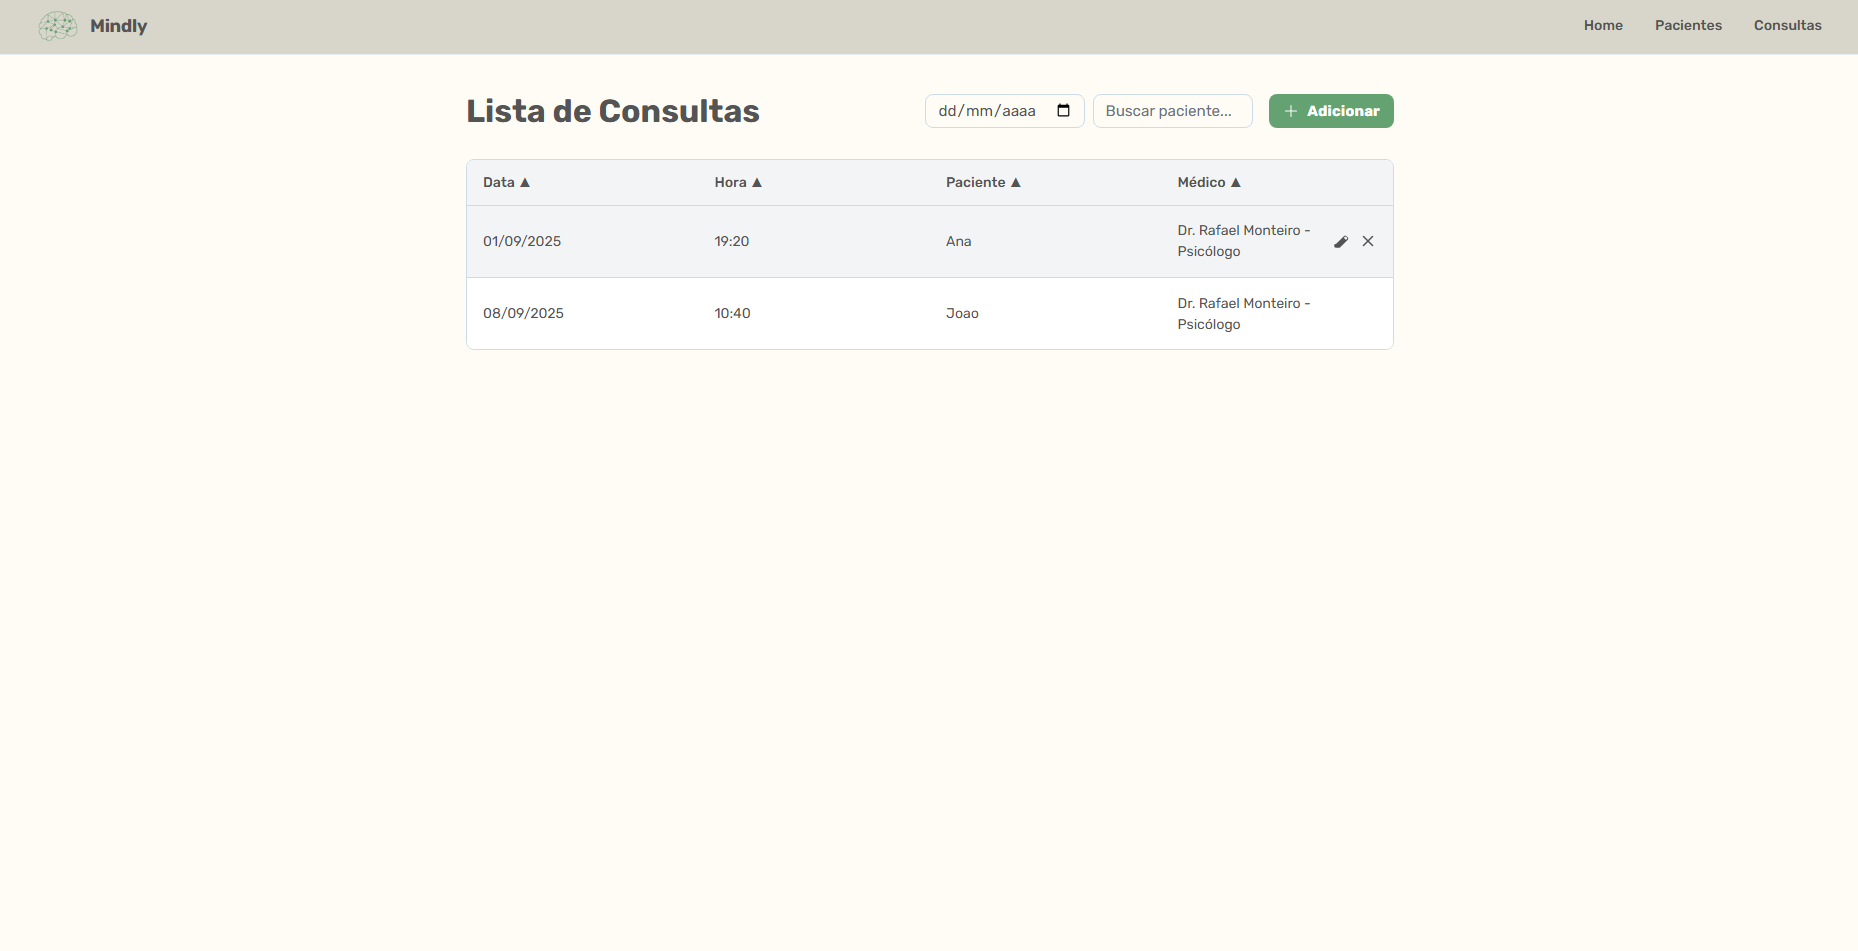 Mindly
Home Pacientes Consultas
Lista de Consultas
dd/mm/aaaa
Buscar paciente...
Adicionar
Data ▲ Hora ▲ Paciente ▲ Médico ▲
01/09/2025 19:20 Ana Dr. Rafael Monteiro -
Psicólogo
08/09/2025 10:40 Joao Dr. Rafael Monteiro -
Psicólogo